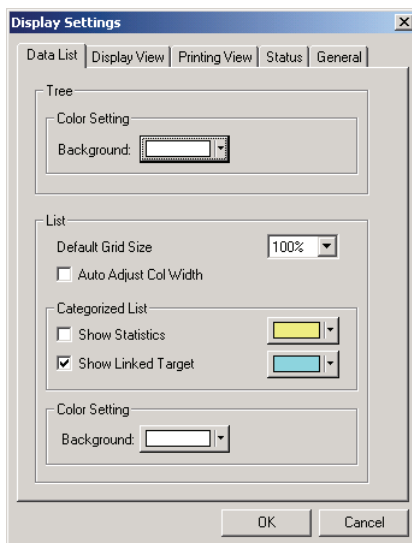 Display Settings
Data List Display View Printing View Status General
Tree
Color Setting
Background:
List
Default Grid Size 100%
Auto Adjust Col Width
Categorized List
Show Statistics
Show Linked Target
Color Setting
Background:
OK Cancel